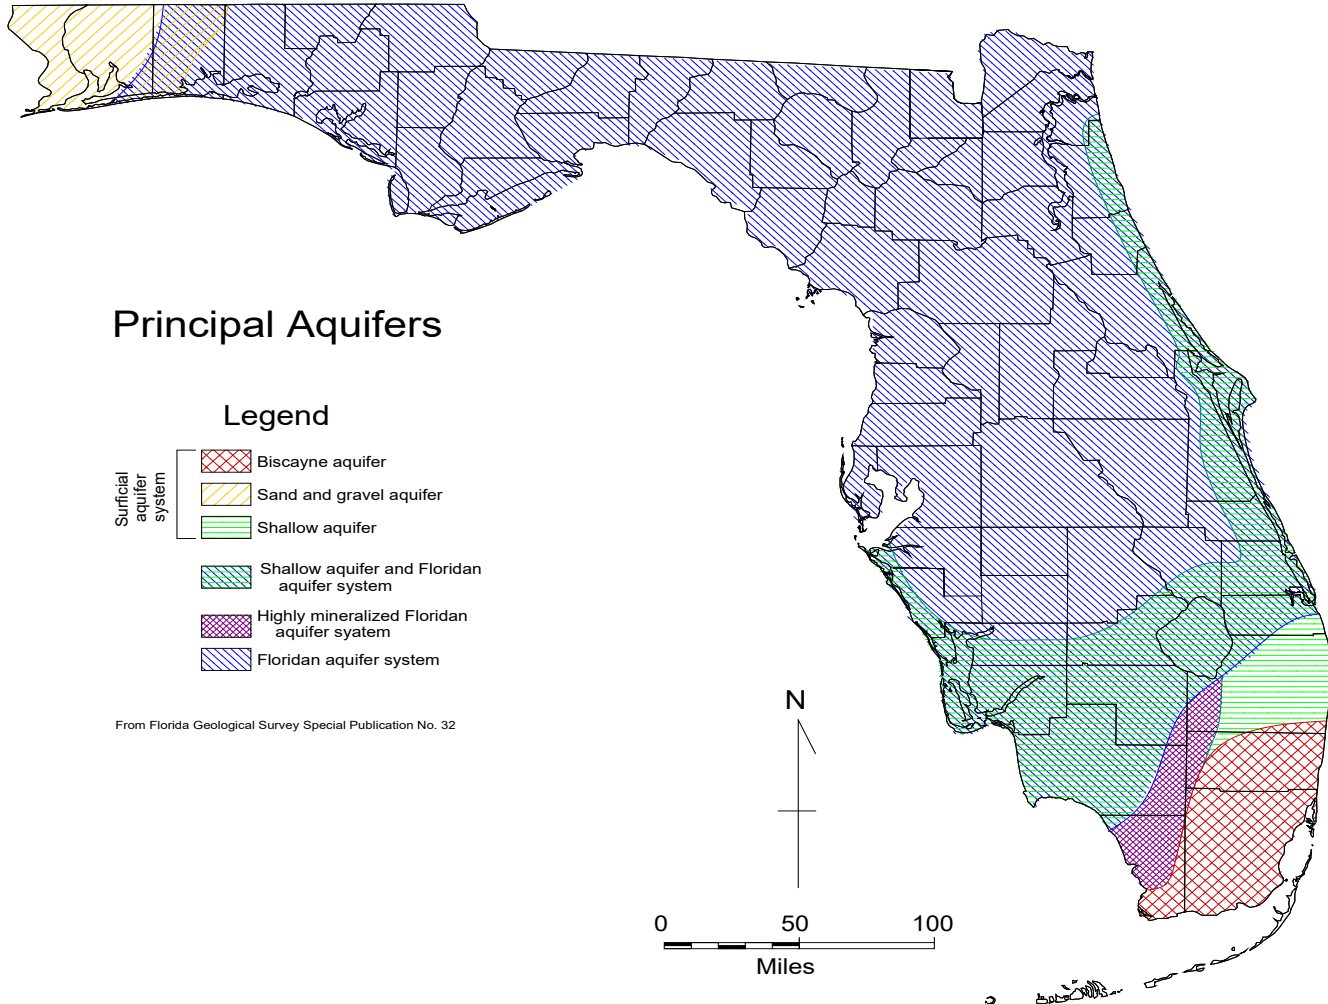 Principal Aquifers
Legend
Surficial
aquifer
system
Biscayne aquifer
Sand and gravel aquifer
Shallow aquifer
Shallow aquifer and Floridan
aquifer system
Highly mineralized Floridan
aquifer syatem
Floridan aquifer system
From Florida Geological Survey Special Publication No. 32
N
0 50 100
Miles